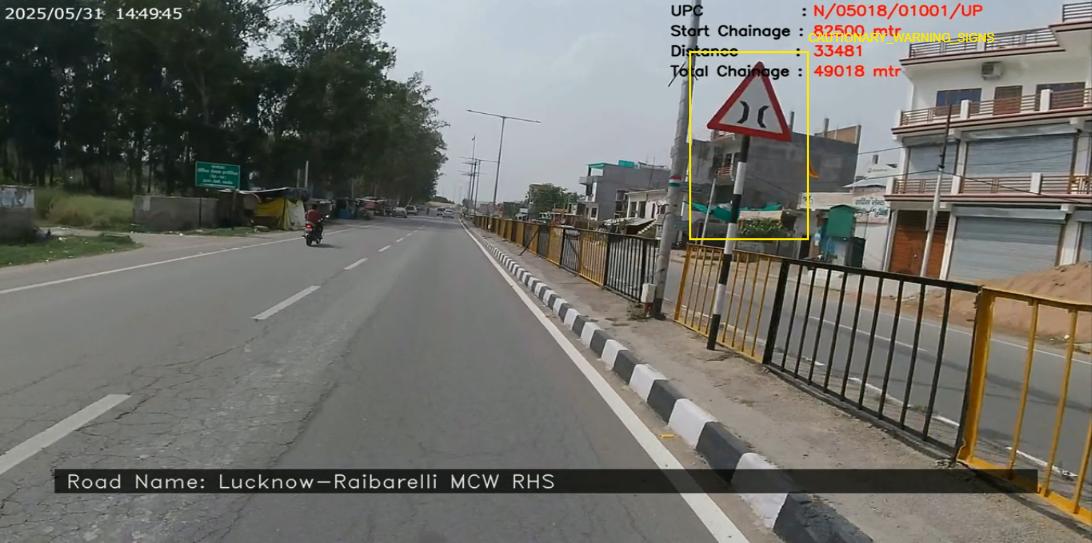 2025/05/31 14:49:45
UPC : N/05018/01001/UP
Start Chainage : 82500 mtr
CAUTIONARY_WARNING_SIGNS
Distance : 33481
Total Chainage : 49018 mtr
Road Name: Lucknow-Raibarelli MCW RHS